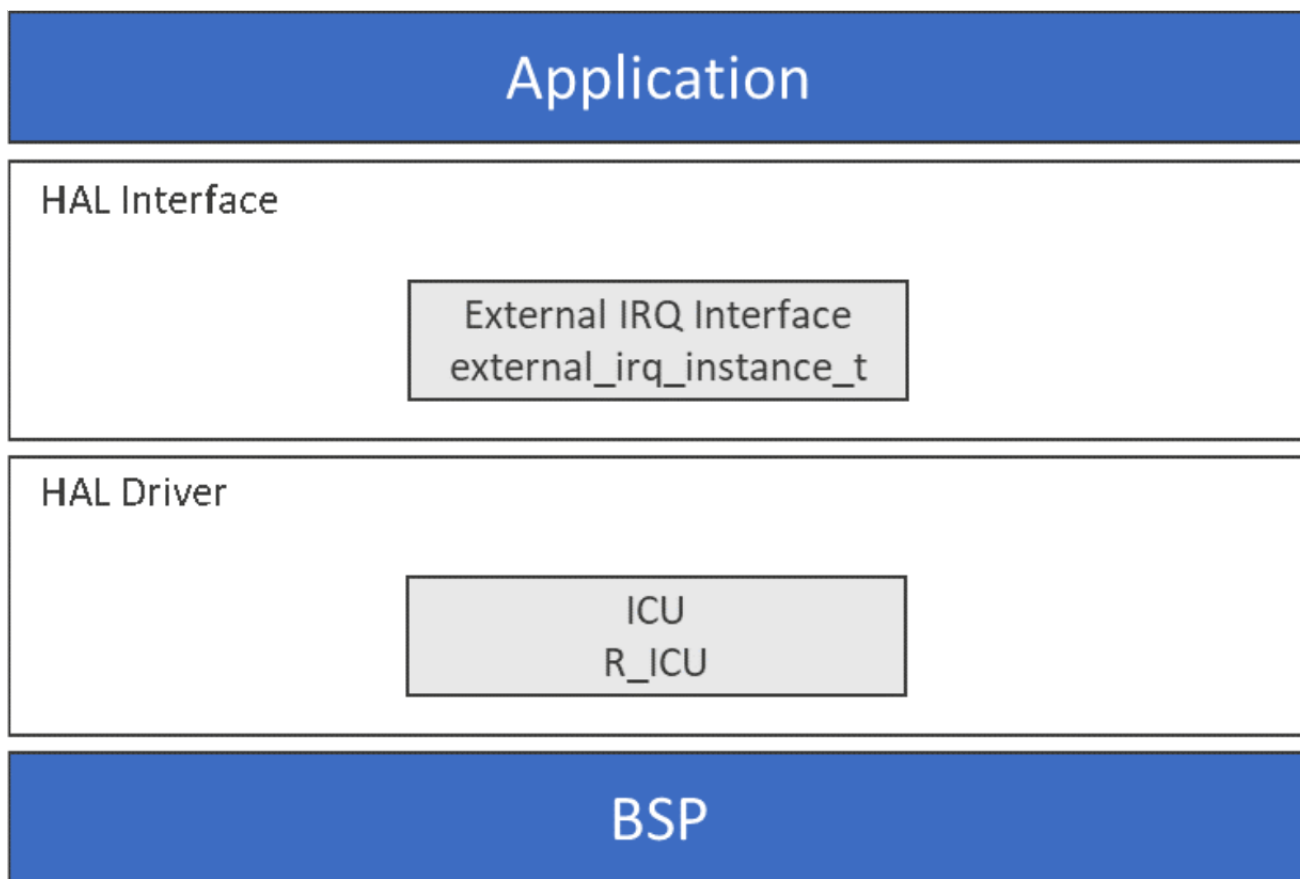 Application
HAL Interface
External IRQ Interface
external_irq_instance_t
HAL Driver
ICU
R_ICU
BSP